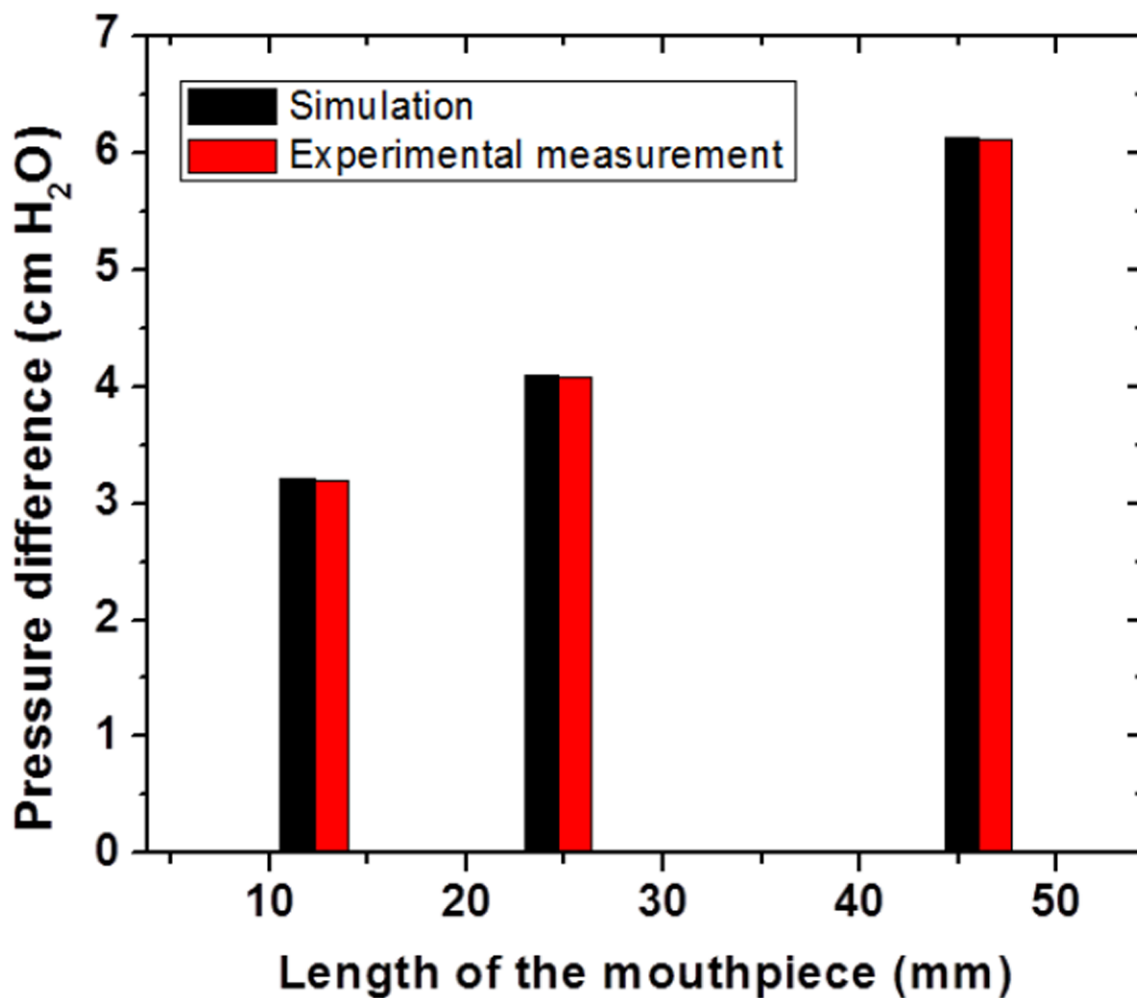 7
6
5
4
3
2
1
0
Pressure difference (cm H₂O)
Simulation
Experimental measurement
10 20 30 40 50
Length of the mouthpiece (mm)